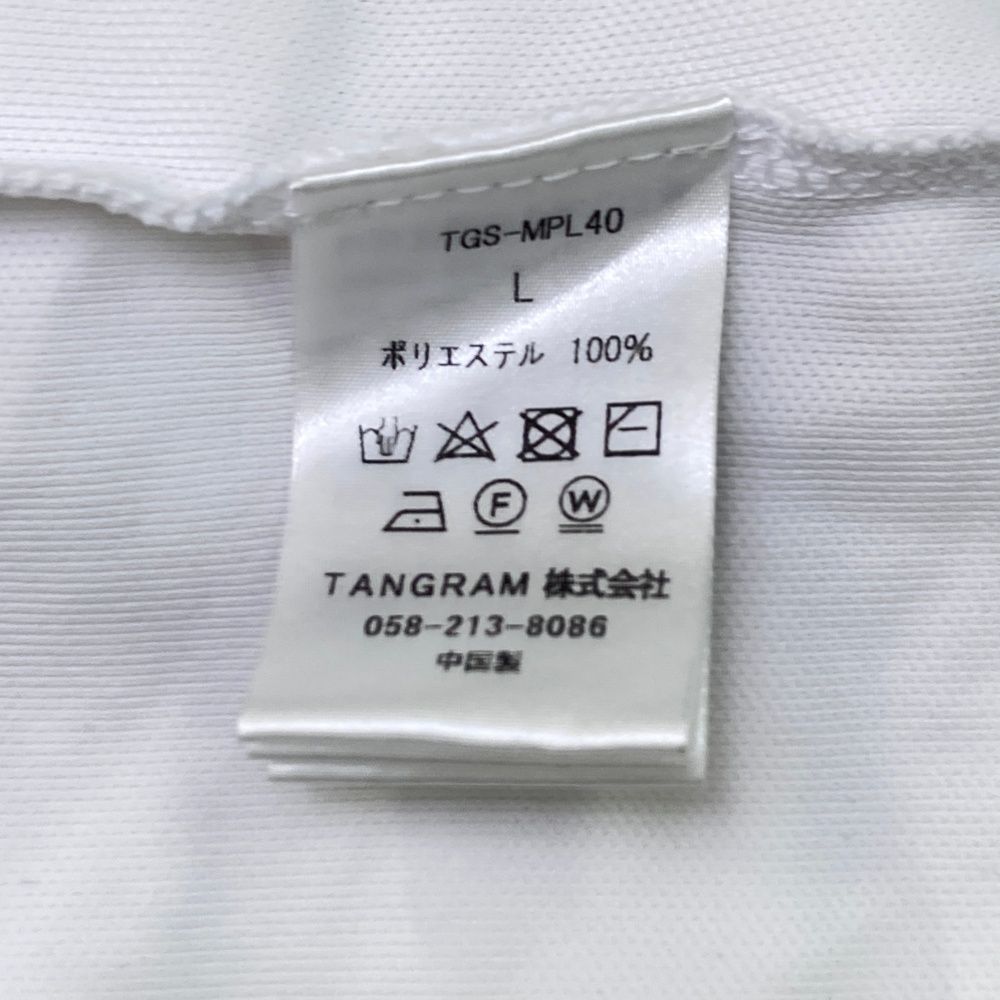 TGS-MPL40
L
ポリエステル 100%
F W
TANGRAM 株式会社
058-213-8086
中国製